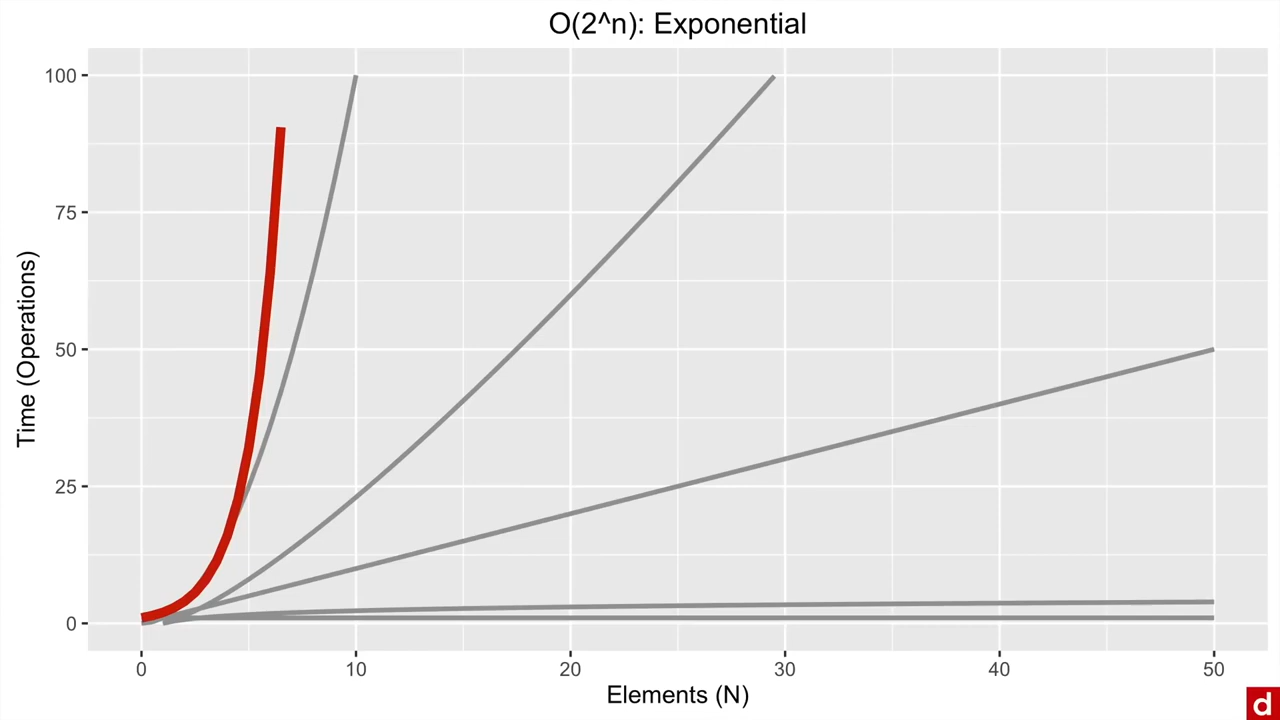 O(2^n): Exponential
100
75
50
25
0
Time (Operations)
0 10 20 30 40 50
Elements (N)
d